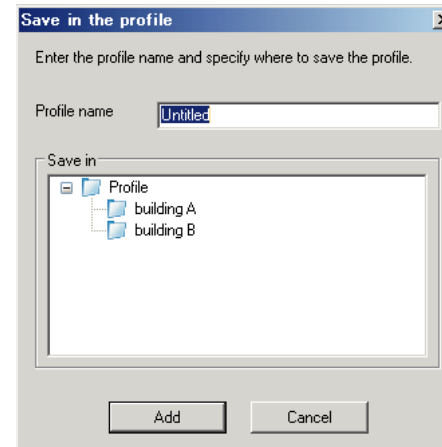 Save in the profile
Enter the profile name and specify where to save the profile.
Profile name
Untitled
Save in
Profile
building A
building B
Add
Cancel